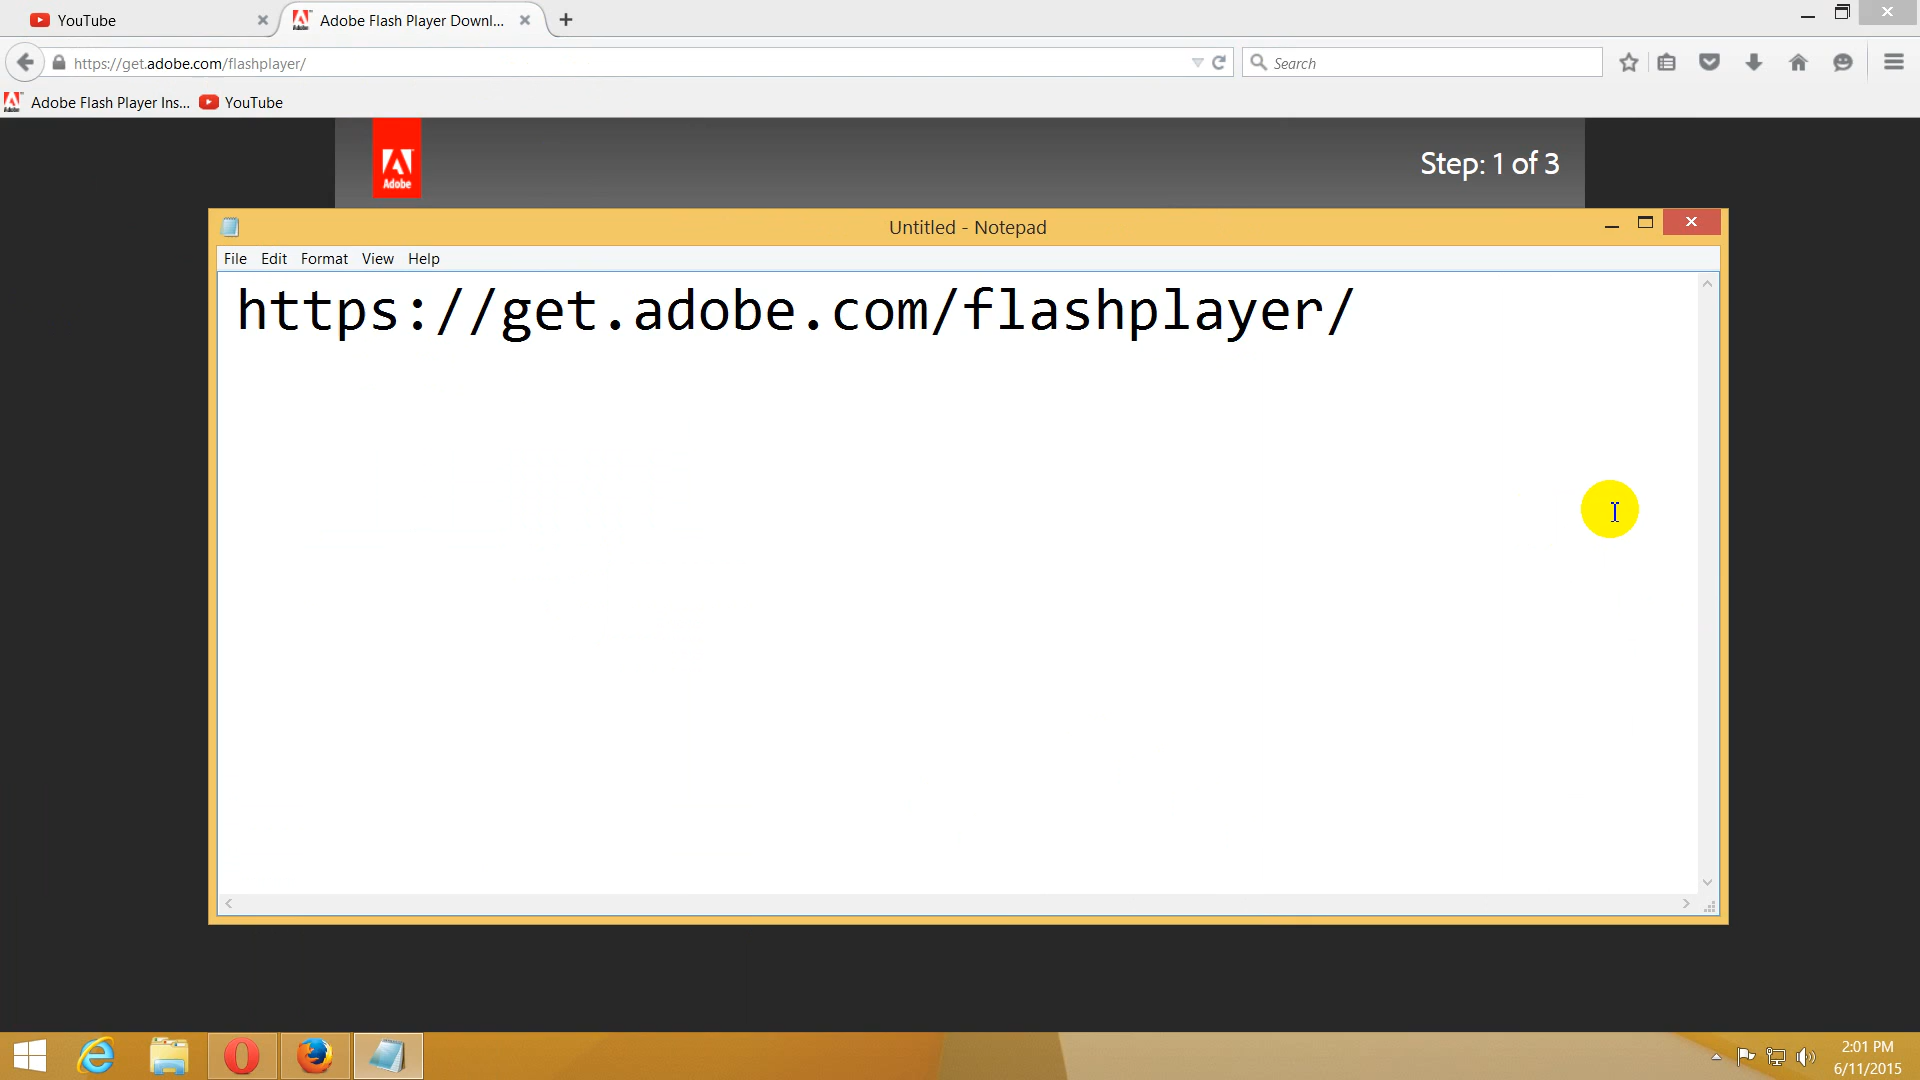 YouTube
Adobe Flash Player Downl...
https://get.adobe.com/flashplayer/
Search
Adobe Flash Player Ins...
YouTube
Adobe
Step: 1 of 3
Untitled - Notepad
File Edit Format View Help
https://get.adobe.com/flashplayer/
2:01 PM
6/11/2015